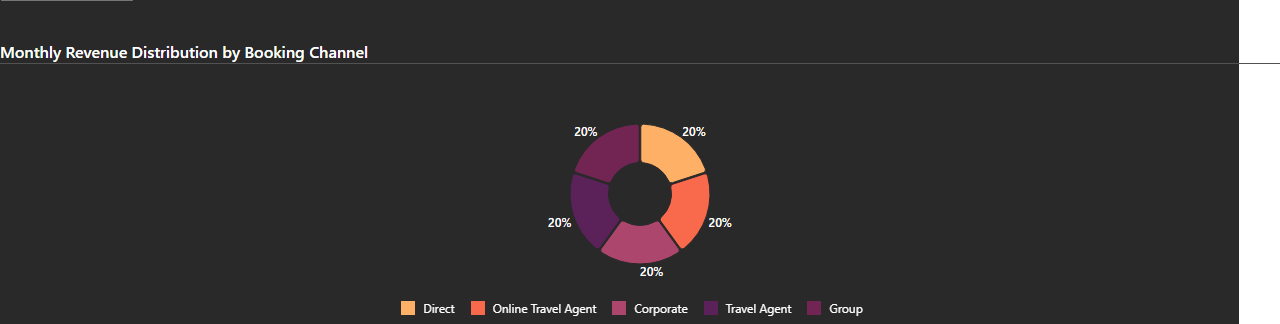 Monthly Revenue Distribution by Booking Channel
20% 20%
20% 20%
20%
Direct Online Travel Agent Corporate Travel Agent Group